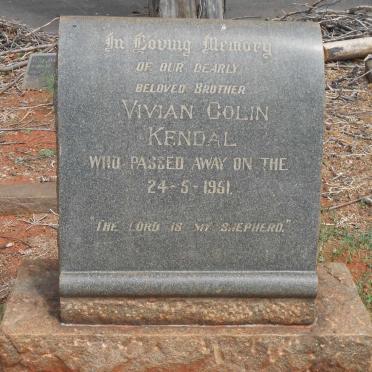 In Loving Memory
OF OUR DEARLY
BELOVED BROTHER
VIVIAN COLIN
KENDAL
WHO PASSED AWAY ON THE
24-5-1961.
"THE LORD IS MY SHEPHERD."